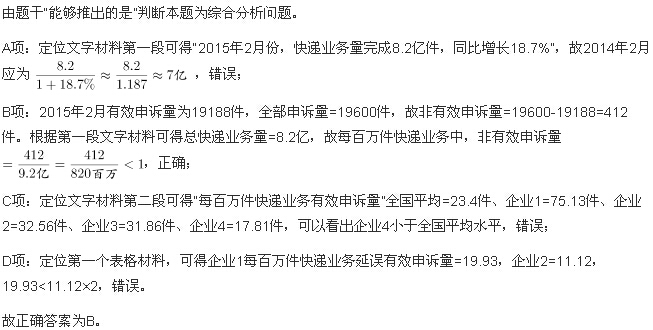 由题干"能够推出的是"判断本题为综合分析问题。
A项：定位文字材料第一段可得"2015年2月份，快递业务量完成8.2亿件，同比增长18.7%"，故2014年2月
应为 8.2/(1+18.7%) ≈ 8.2/1.187 ≈ 7亿 ，错误；
B项：2015年2月有效申诉量为19188件，全部申诉量=19600件，故非有效申诉量=19600-19188=412
件。根据第一段文字材料可得总快递业务量=8.2亿，故每百万件快递业务中，非有效申诉量
= 412/9.2亿 = 412/820百万 < 1，正确；
C项：定位文字材料第二段可得"每百万件快递业务有效申诉量"全国平均=23.4件、企业1=75.13件、企业
2=32.56件、企业3=31.86件、企业4=17.81件，可以看出企业4小于全国平均水平，错误；
D项：定位第一个表格材料，可得企业1每百万件快递业务延误有效申诉量=19.93，企业2=11.12，
19.93<11.12×2，错误。
故正确答案为B。